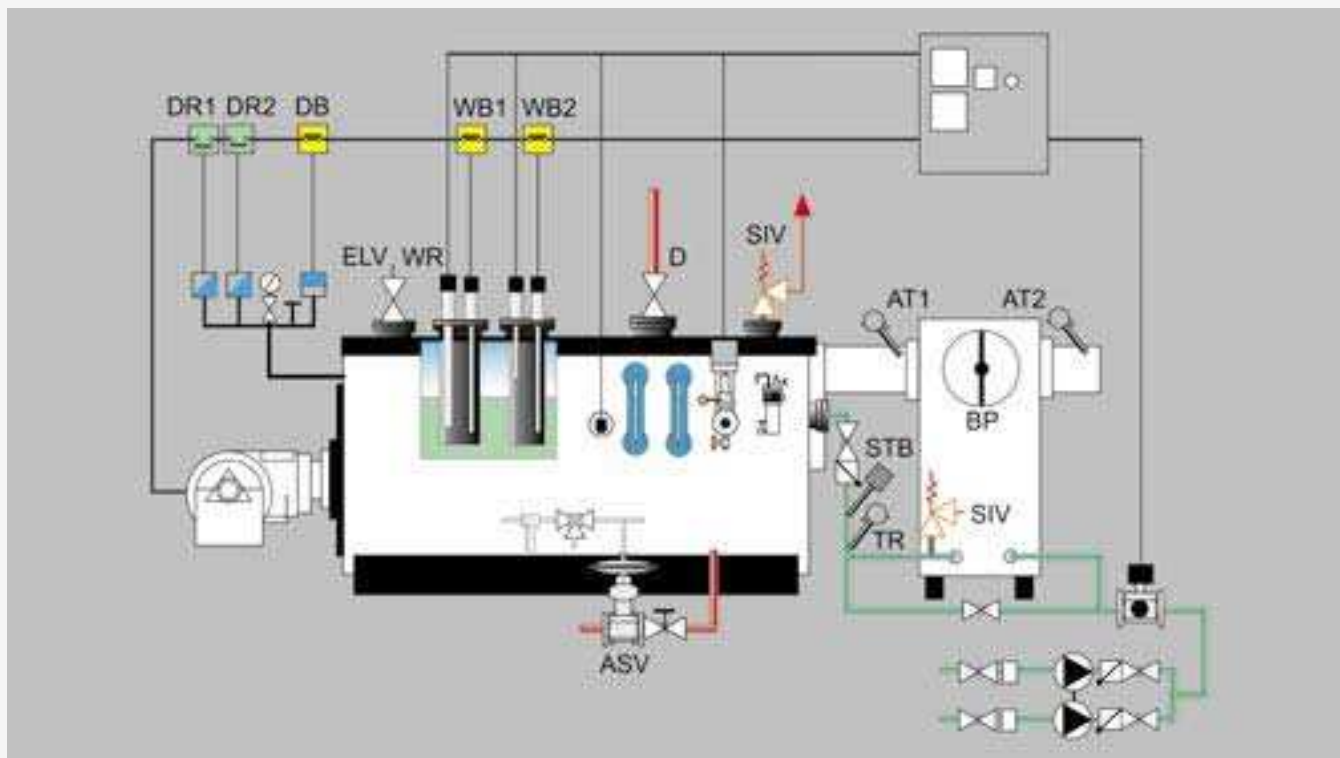 DR1 DR2 DB WB1 WB2
ELV WR D SIV
AT1 AT2
BP
STB
SIV
TR
ASV